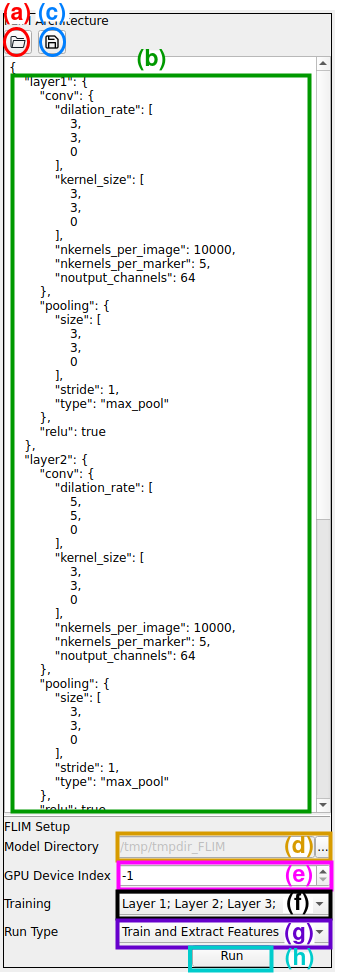 (a) (c)
Architecture
(b)
{
"layer1": {
"conv": {
"dilation_rate": [
3,
3,
0
],
"kernel_size": [
3,
3,
0
],
"nkernels_per_image": 10000,
"nkernels_per_marker": 5,
"noutput_channels": 64
},
"pooling": {
"size": [
3,
3,
0
],
"stride": 1,
"type": "max_pool"
},
"relu": true
},
"layer2": {
"conv": {
"dilation_rate": [
5,
5,
0
],
"kernel_size": [
3,
3,
0
],
"nkernels_per_image": 10000,
"nkernels_per_marker": 5,
"noutput_channels": 64
},
"pooling": {
"size": [
3,
3,
0
],
"stride": 1,
"type": "max_pool"
},
"relu": true
FLIM Setup
Model Directory /tmp/tmpdir_FLIM (d) ...
GPU Device Index -1 (e)
Training Layer 1; Layer 2; Layer 3; (f)
Run Type Train and Extract Features (g)
Run (h)